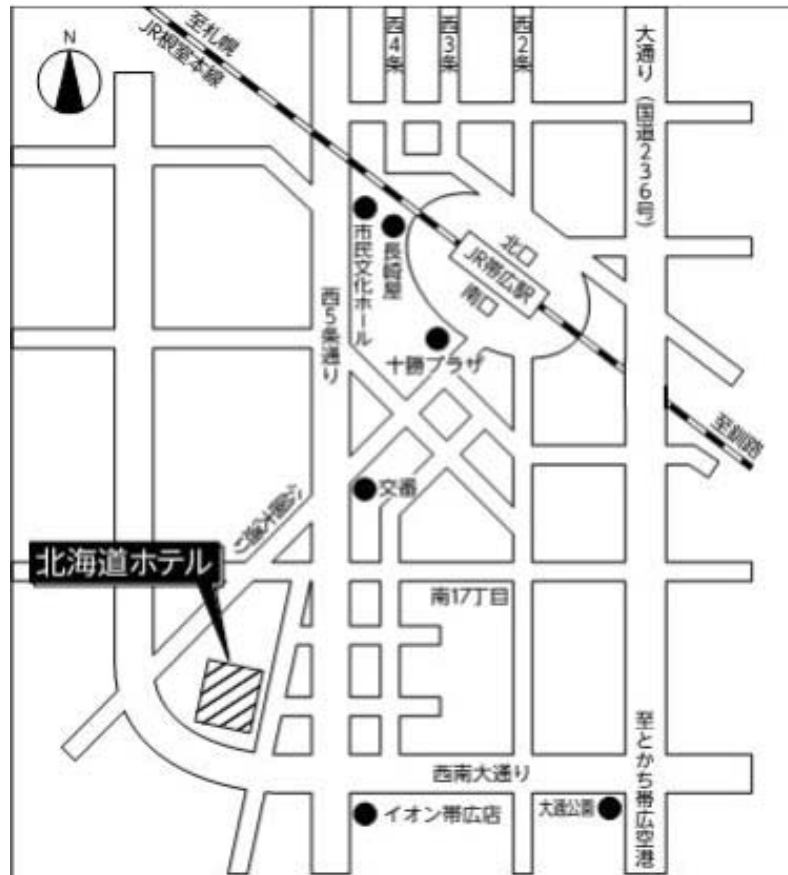 N
至札幌
JR根室本線
西4条
西3条
西2条
大通り（国道236号）
市民文化ホール
長崎屋
北口
JR帯広駅
南口
西5条通り
十勝プラザ
至釧路
交番
公園大通り
北海道ホテル
南17丁目
至とかち帯広空港
西南大通り
イオン帯広店
大通公園